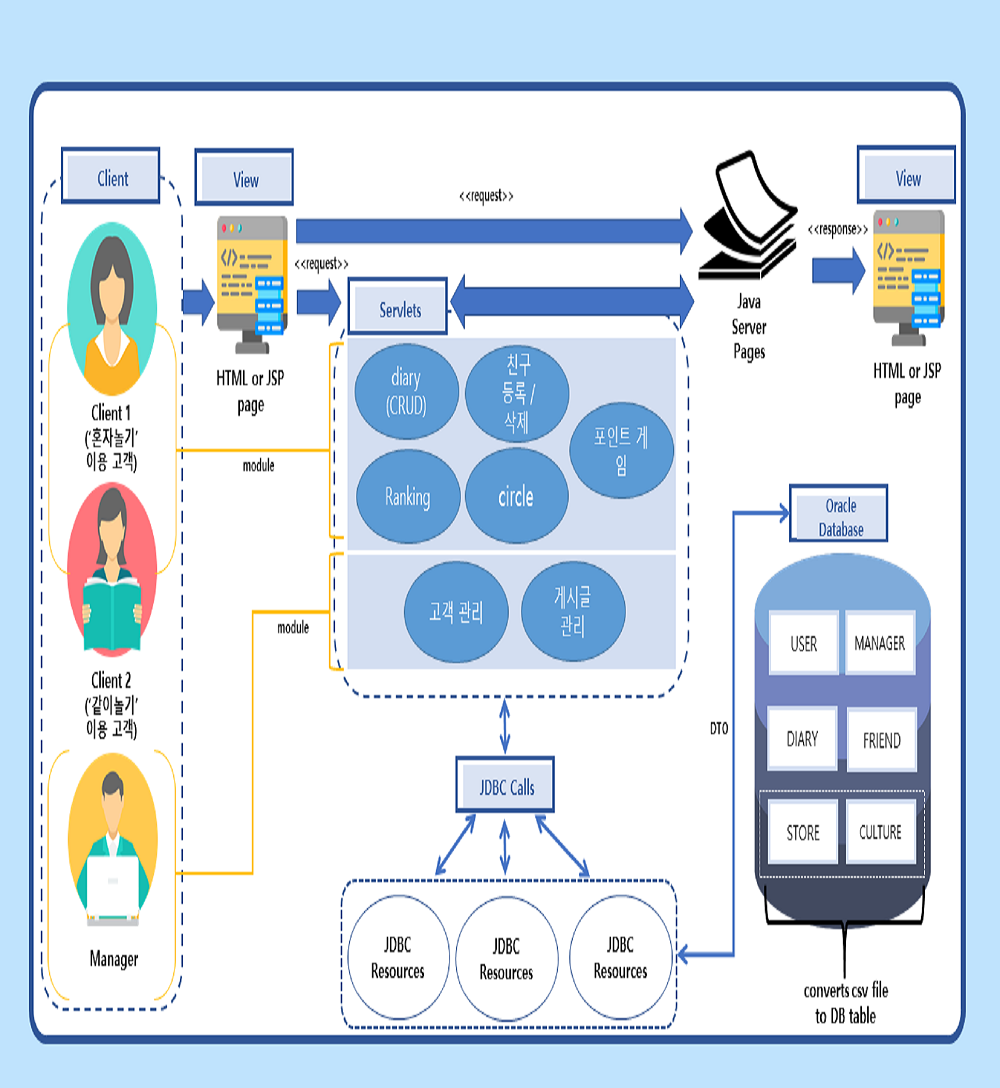 Client
View
<<request>>
<<response>>
View
<<request>>
Servlets
Java
Server
Pages
HTML or JSP
page
HTML or JSP
page
Client 1
('혼자놀기'
이용 고객)
module
diary
(CRUD)
친구
등록 /
삭제
포인트 게
임
Ranking
circle
고객 관리
게시글
관리
module
Client 2
('같이놀기'
이용 고객)
Manager
JDBC Calls
JDBC
Resources
JDBC
Resources
JDBC
Resources
DTO
Oracle
Database
USER
MANAGER
DIARY
FRIEND
STORE
CULTURE
converts csv file
to DB table